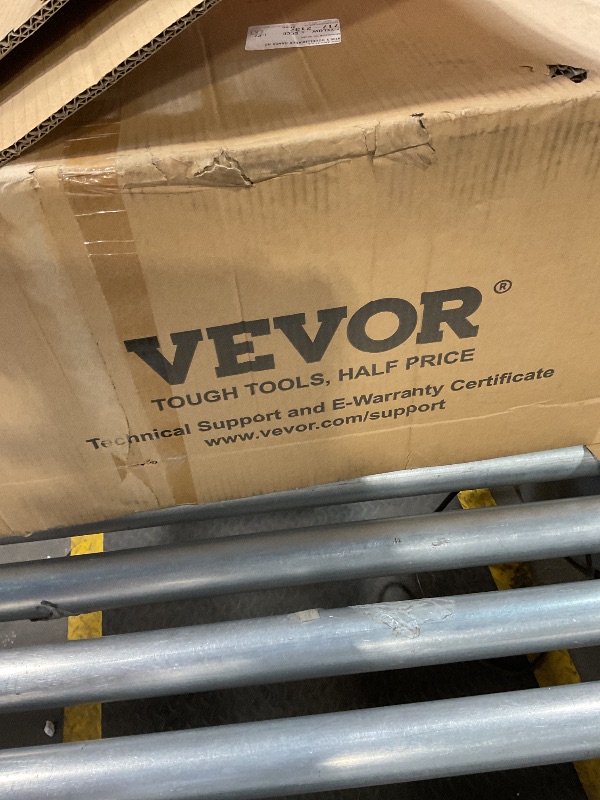 VEVOR®
TOUGH TOOLS, HALF PRICE
Technical Support and E-Warranty Certificate
www.vevor.com/support